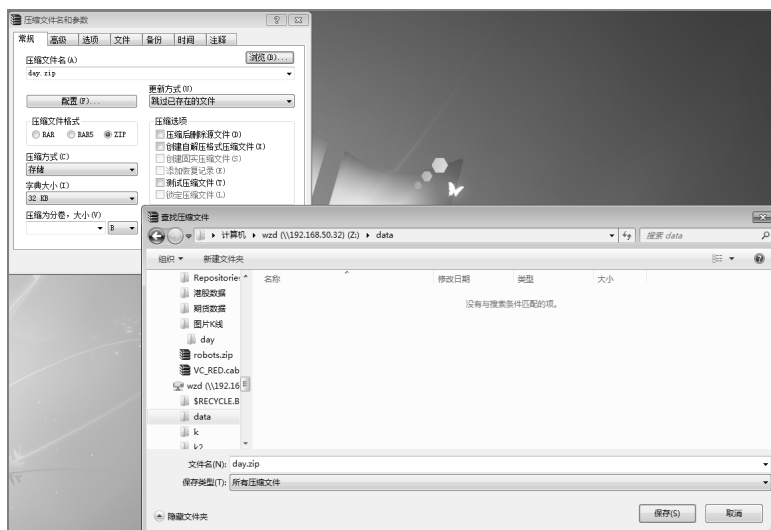 压缩文件名和参数
常规 高级 选项 文件 备份 时间 注释
压缩文件名(A)
浏览(B)...
day.zip
更新方式(U)
配置(F)...
跳过已存在的文件
压缩文件格式
RAR RAR5 ZIP
压缩选项
压缩后删除源文件(D)
创建自解压格式压缩文件(X)
创建固实压缩文件(S)
添加恢复记录(E)
测试压缩文件(T)
锁定压缩文件(L)
压缩方式(C)
存储
字典大小(I)
32 KB
压缩为分卷，大小(V)
B
查找压缩文件
计算机 wzd (\\192.168.50.32) (Z:) data
搜索 data
组织 新建文件夹
名称 修改日期 类型 大小
没有与搜索条件匹配的项。
Repositories
港股数据
期货数据
图片K线
day
robots.zip
VC_RED.cab
wzd (\\192.16
$RECYCLE.B
data
k
k2
文件名(N): day.zip
保存类型(T): 所有压缩文件
隐藏文件夹
保存(S) 取消